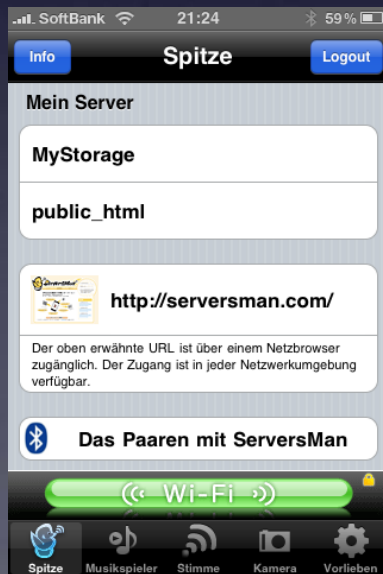 SoftBank 21:24 59%
Info Spitze Logout
Mein Server
MyStorage
public_html
ServersMan
http://serversman.com/
Der oben erwähnte URL ist über einem Netzbrowser
zugänglich. Der Zugang ist in jeder Netzwerkumgebung
verfügbar.
Das Paaren mit ServersMan
Wi-Fi
Spitze Musikspieler Stimme Kamera Vorlieben